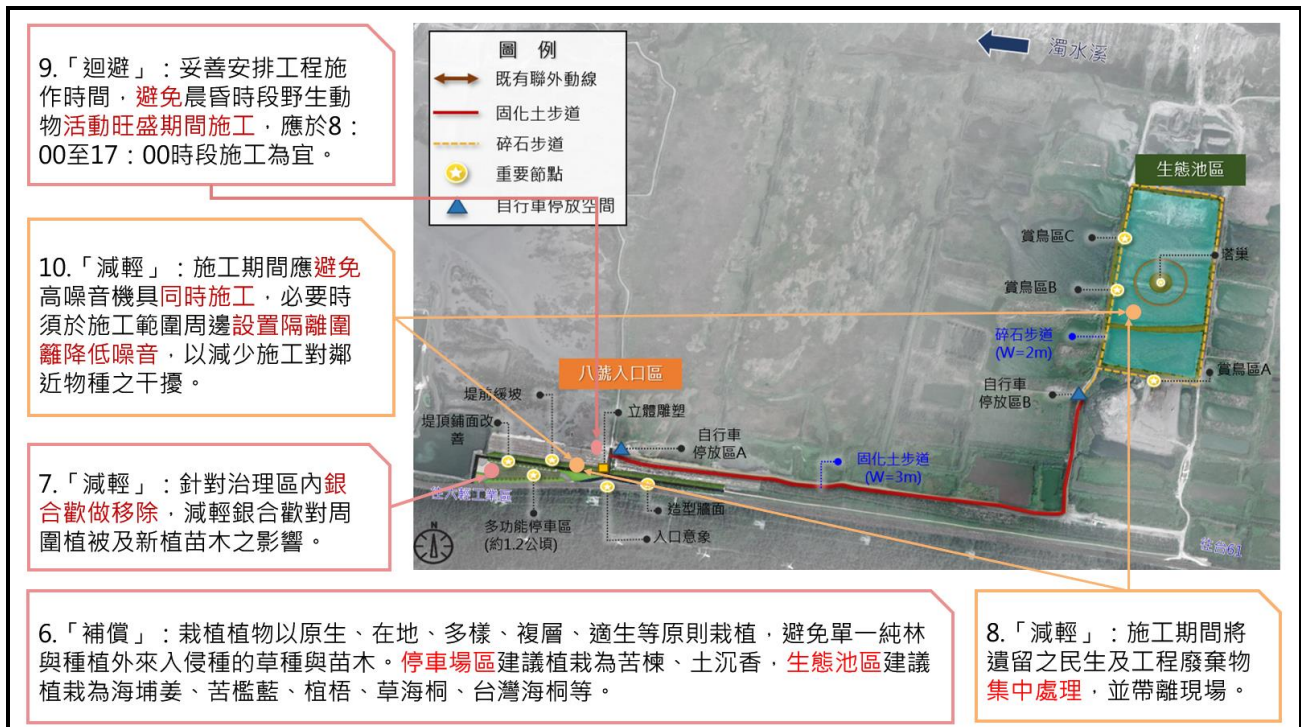 9.「迴避」：妥善安排工程施
作時間，避免晨昏時段野生動
物活動旺盛期間施工，應於8：
00至17：00時段施工為宜。
10.「減輕」：施工期間應避免
高噪音機具同時施工，必要時
須於施工範圍周邊設置隔離圍
籬降低噪音，以減少施工對鄰
近物種之干擾。
7.「減輕」：針對治理區內銀
合歡做移除，減輕銀合歡對周
圍植被及新植苗木之影響。
圖 例
既有聯外動線
固化土步道
碎石步道
重要節點
自行車停放空間
濁水溪
生態池區
賞鳥區C
塔巢
賞鳥區B
碎石步道
(W=2m)
賞鳥區A
自行車
停放區B
八號入口區
堤前緩坡
立體雕塑
堤頂鋪面改
善
自行車
停放區A
固化土步道
(W=3m)
往六輕工業區
造型牆面
多功能停車區
(約1.2公頃)
入口意象
N
往台61
6.「補償」：栽植植物以原生、在地、多樣、複層、適生等原則栽植，避免單一純林
與種植外來入侵種的草種與苗木。停車場區建議植栽為苦楝、土沉香，生態池區建議
植栽為海埔姜、苦檻藍、植梧、草海桐、台灣海桐等。
8.「減輕」：施工期間將
遺留之民生及工程廢棄物
集中處理，並帶離現場。